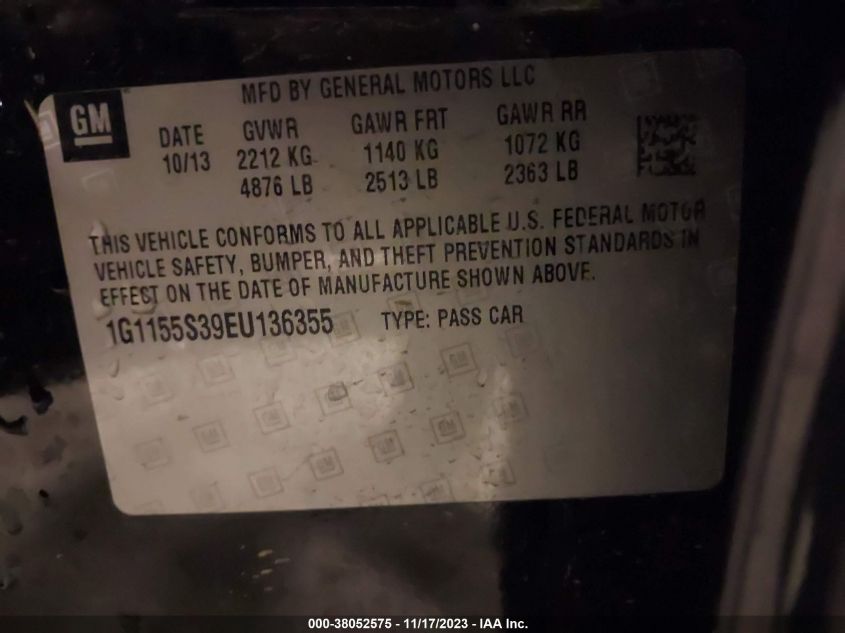 MFD BY GENERAL MOTORS LLC
GM
DATE GVWR GAWR FRT GAWR RR
10/13 2212 KG 1140 KG 1072 KG
4876 LB 2513 LB 2363 LB
THIS VEHICLE CONFORMS TO ALL APPLICABLE U.S. FEDERAL MOTOR
VEHICLE SAFETY, BUMPER, AND THEFT PREVENTION STANDARDS IN
EFFECT ON THE DATE OF MANUFACTURE SHOWN ABOVE.
1G1155S39EU136355 TYPE: PASS CAR
000-38052575 - 11/17/2023 - IAA Inc.